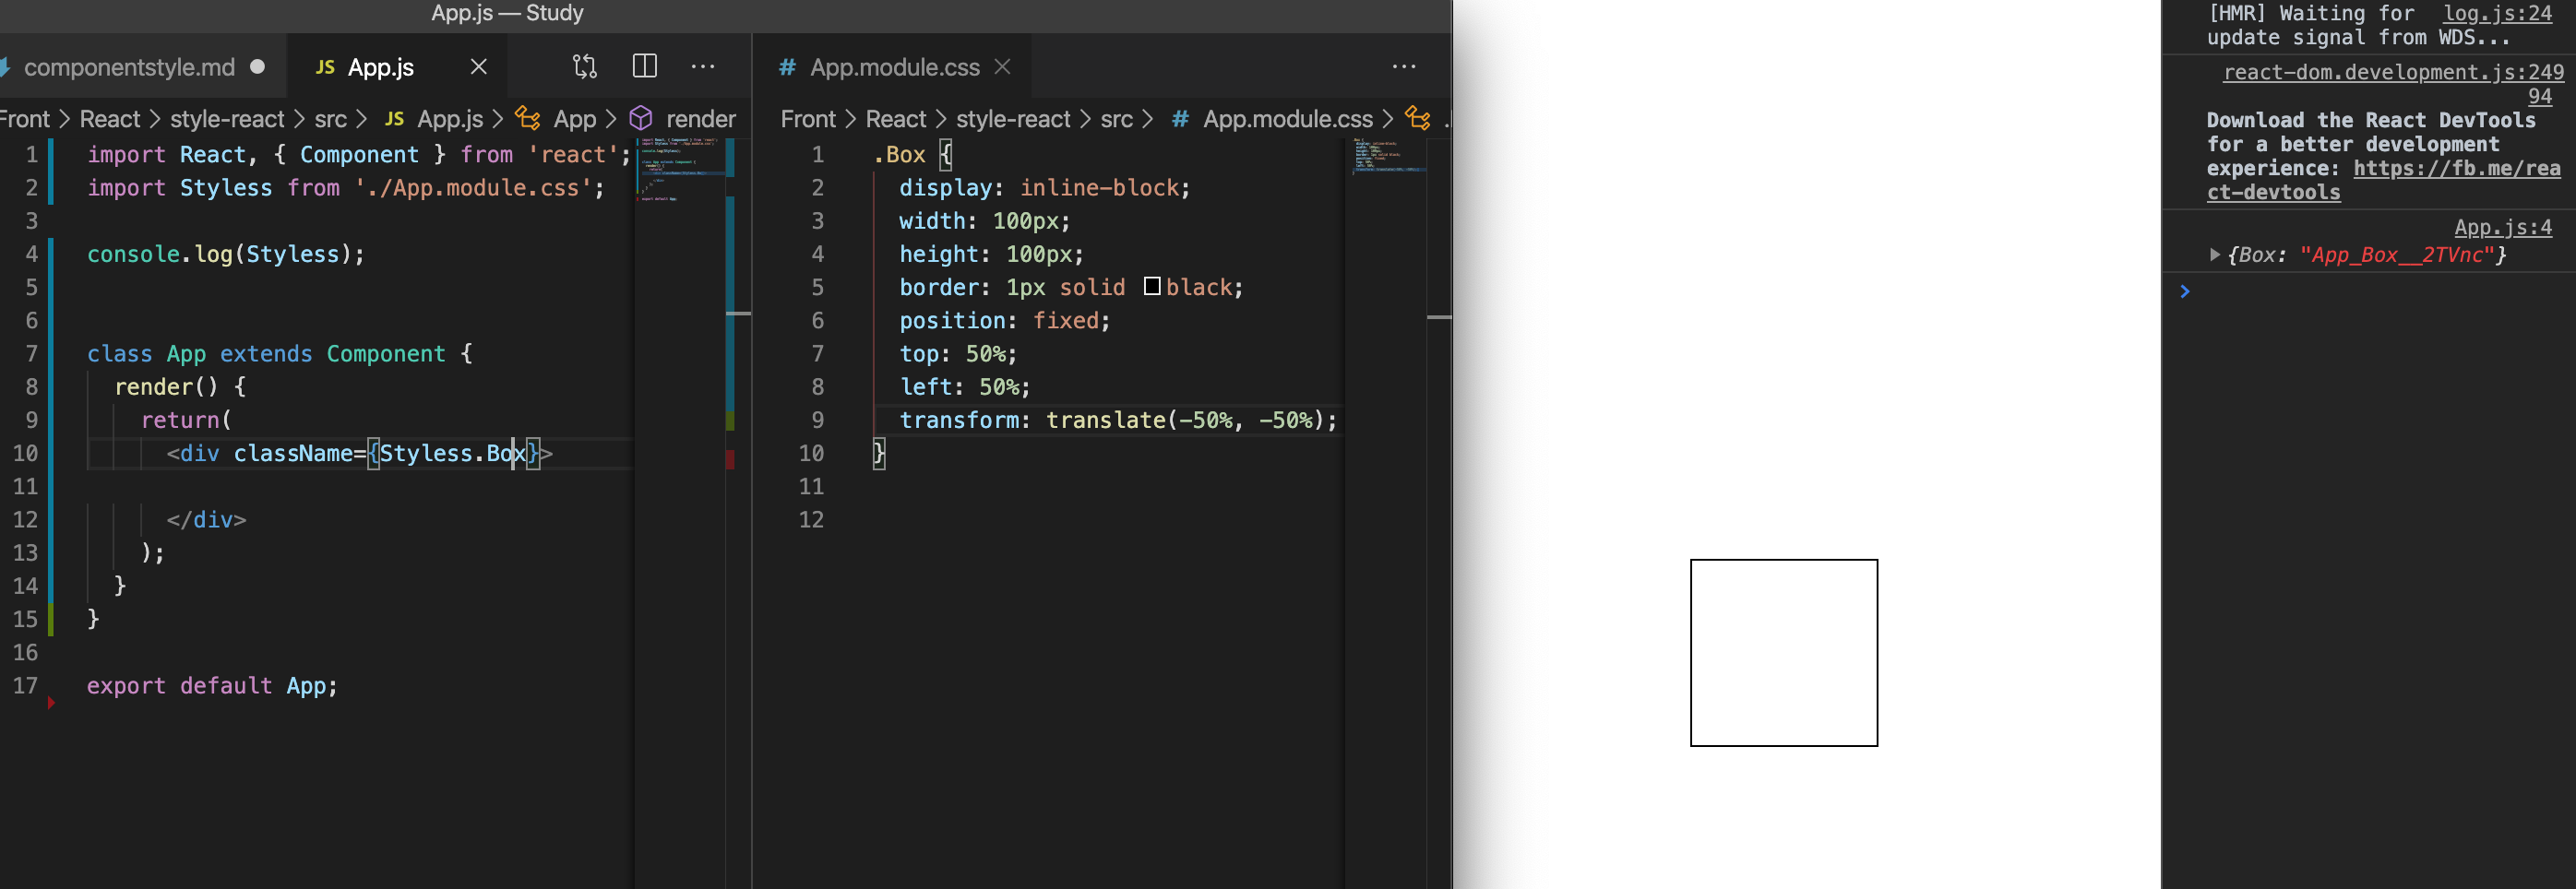 App.js — Study
componentstyle.md
JS App.js
Front > React > style-react > src > JS App.js > App > render
1 import React, { Component } from 'react';
2 import Styless from './App.module.css';
3
4 console.log(Styless);
5
6
7 class App extends Component {
8 render() {
9 return(
10 <div className={Styless.Box}>
11
12 </div>
13 );
14 }
15 }
16
17 export default App;
# App.module.css
Front > React > style-react > src > # App.module.css > .
1 .Box {
2 display: inline-block;
3 width: 100px;
4 height: 100px;
5 border: 1px solid black;
6 position: fixed;
7 top: 50%;
8 left: 50%;
9 transform: translate(-50%, -50%);
10 }
11
12
[HMR] Waiting for log.js:24
update signal from WDS...
react-dom.development.js:249
94
Download the React DevTools
for a better development
experience: https://fb.me/rea
ct-devtools
App.js:4
{Box: "App_Box__2TVnc"}